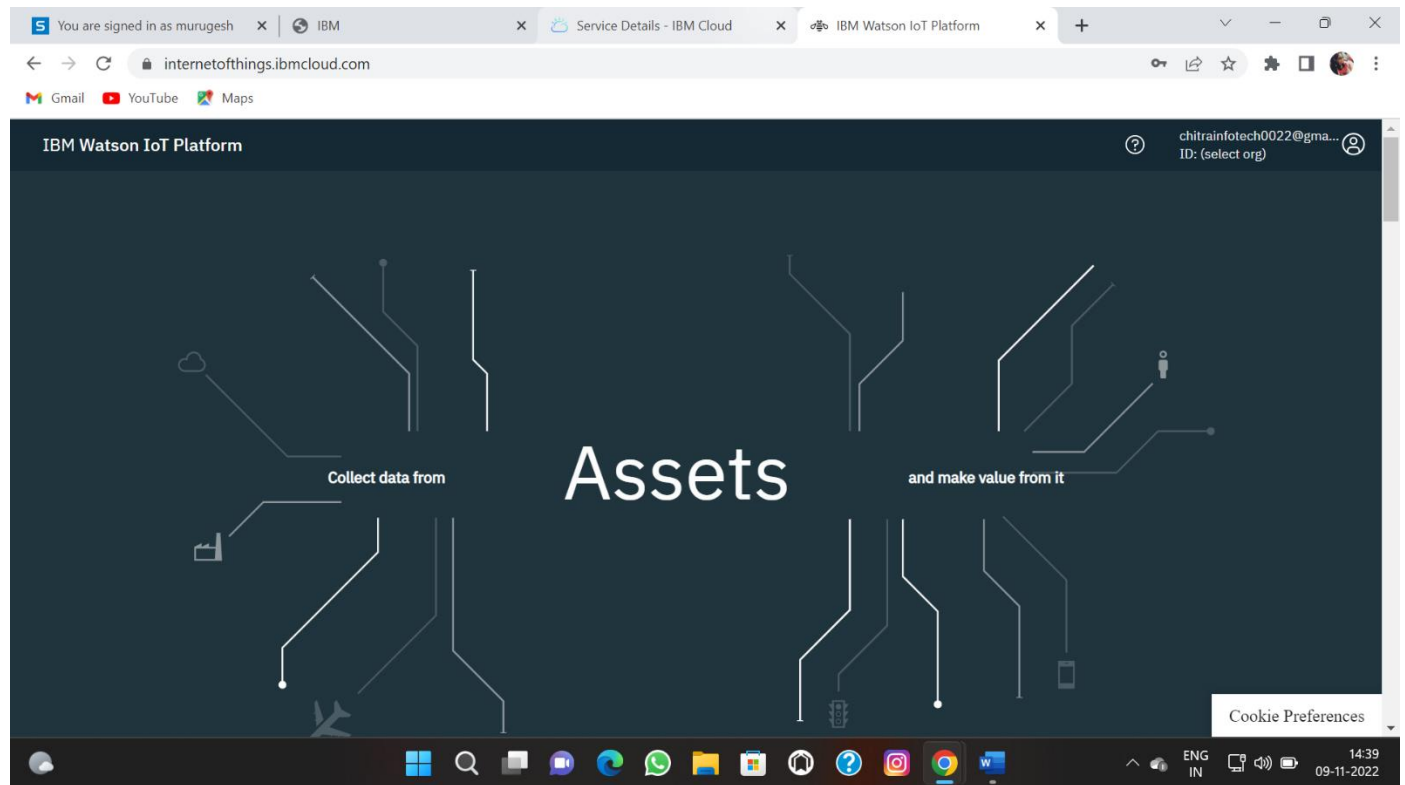 You are signed in as murugesh
IBM
Service Details - IBM Cloud
IBM Watson IoT Platform
internetofthings.ibmcloud.com
Gmail
YouTube
Maps
IBM Watson IoT Platform
chitrainfotech0022@gma...
ID: (select org)
Collect data from
Assets
and make value from it
Cookie Preferences
ENG
IN
14:39
09-11-2022